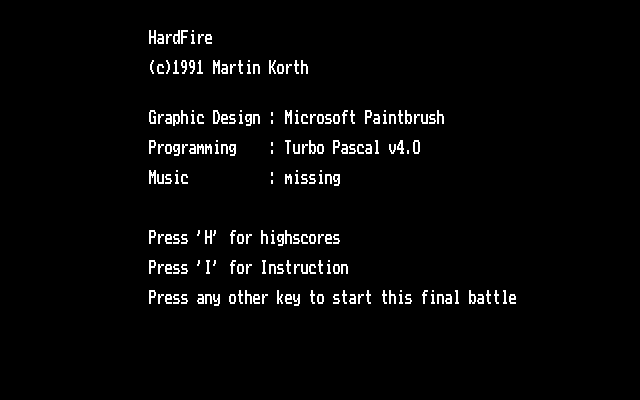 HardFire
(c)1991 Martin Korth
Graphic Design : Microsoft Paintbrush
Programming : Turbo Pascal v4.0
Music : missing
Press 'H' for highscores
Press 'I' for Instruction
Press any other key to start this final battle